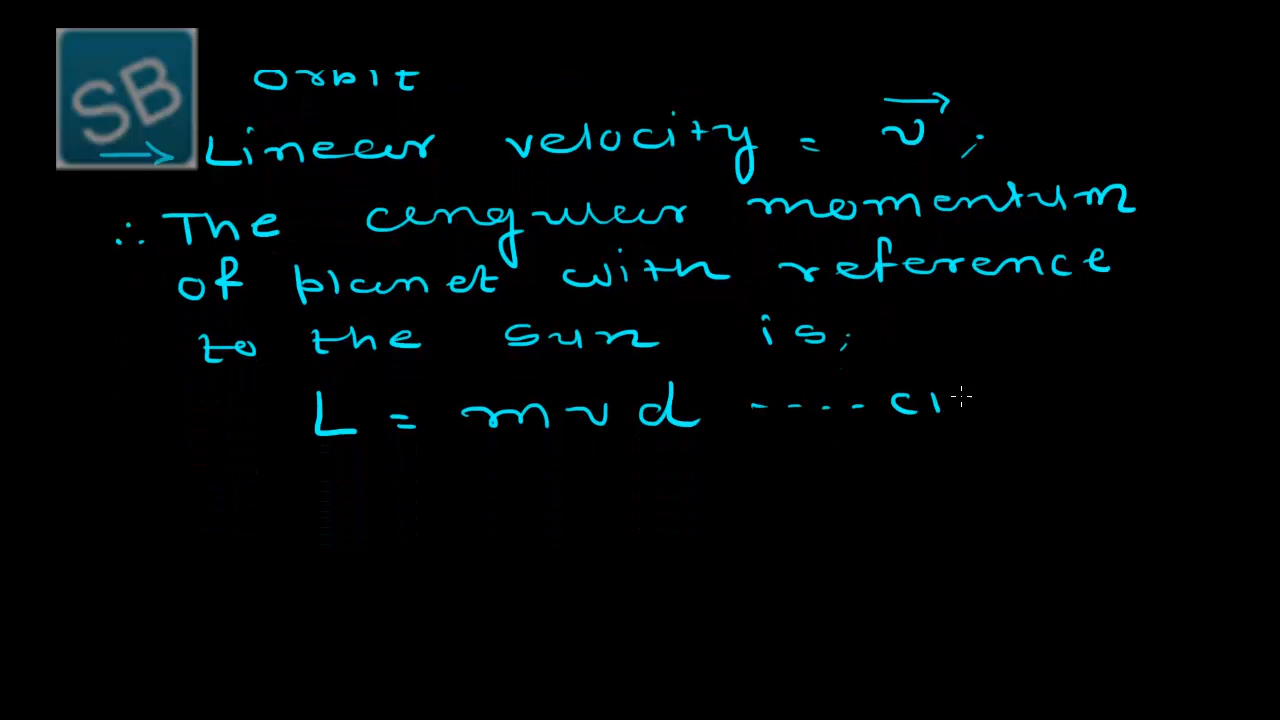 SB
orbit
→ Linear velocity = v⃗ ;
∴ The angular momentum
of planet with reference
to the sun is;
L = mvd ----(1